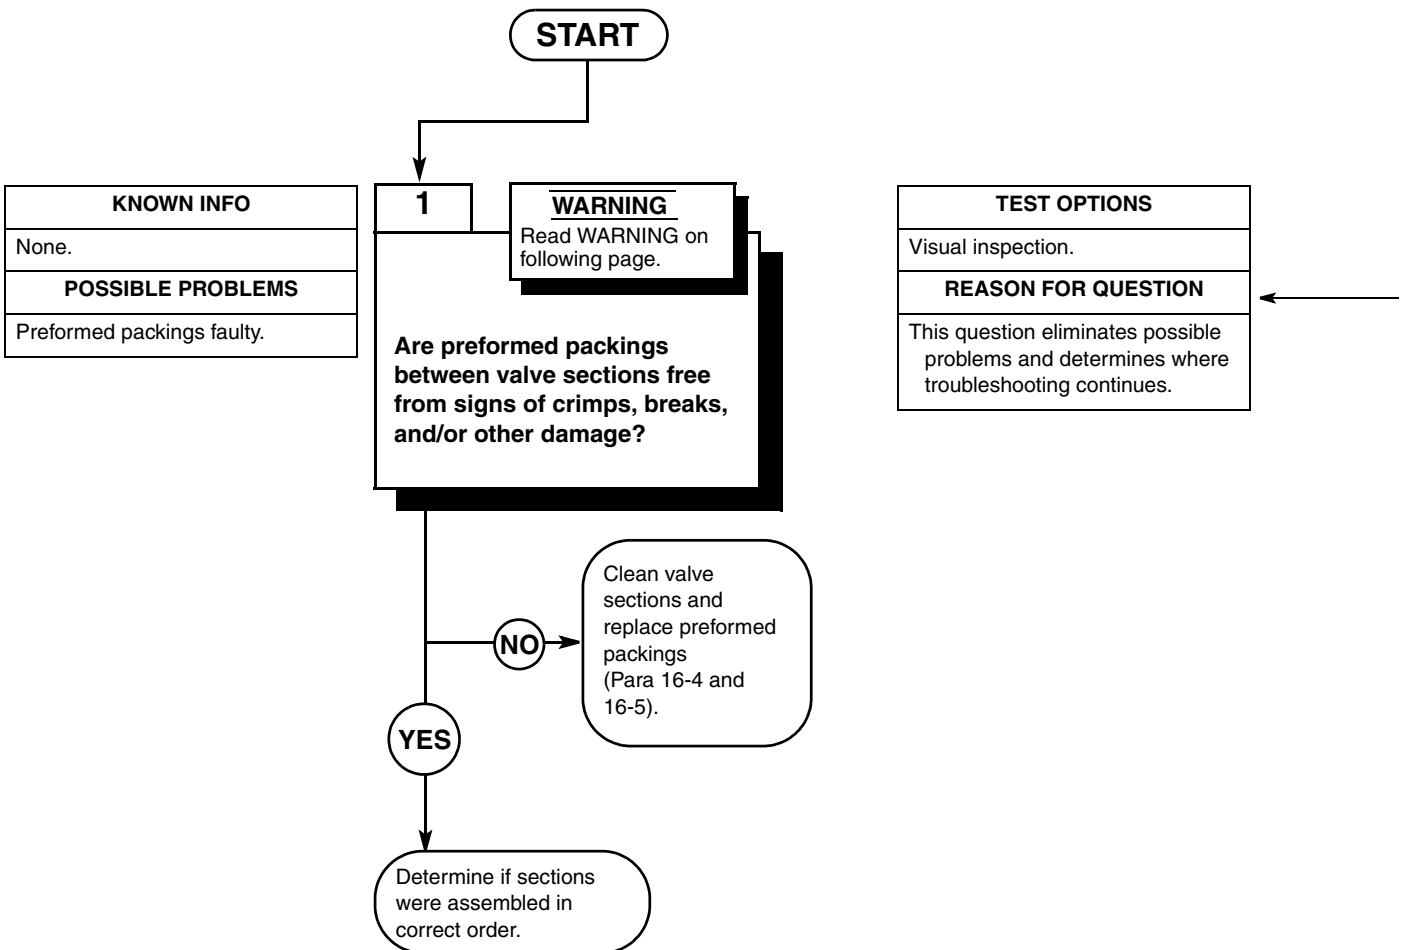 START
KNOWN INFO
None.
POSSIBLE PROBLEMS
Preformed packings faulty.
1
WARNING
Read WARNING on
following page.
Are preformed packings
between valve sections free
from signs of crimps, breaks,
and/or other damage?
TEST OPTIONS
Visual inspection.
REASON FOR QUESTION
This question eliminates possible
problems and determines where
troubleshooting continues.
NO
Clean valve
sections and
replace preformed
packings
(Para 16-4 and
16-5).
YES
Determine if sections
were assembled in
correct order.